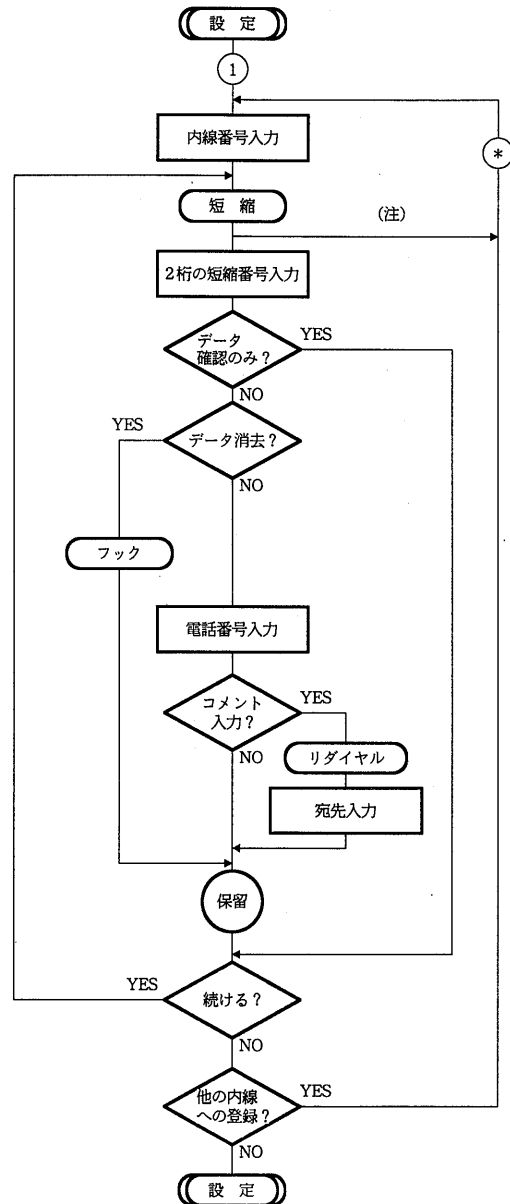 設 定
1
内線番号入力
*
短 縮
(注)
2桁の短縮番号入力
データ
確認のみ?
YES
NO
YES
データ消去?
NO
フック
電話番号入力
コメント
入力?
YES
NO
リダイヤル
宛先入力
保留
YES
続ける?
NO
他の内線
への登録?
YES
NO
設 定